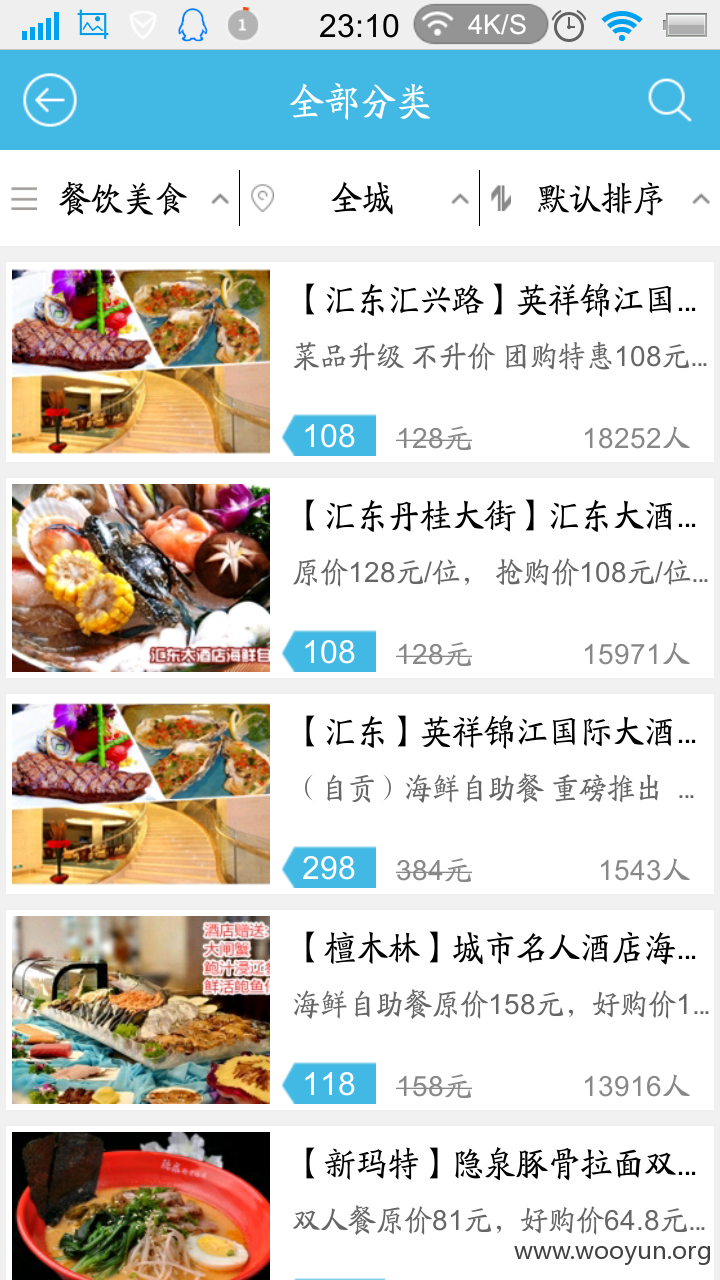 1
23:10
4K/S
全部分类
餐饮美食
全城
默认排序
【汇东汇兴路】英祥锦江国...
菜品升级 不升价 团购特惠108元...
108 128元 18252人
【汇东丹桂大街】汇东大酒...
原价128元/位， 抢购价108元/位...
汇东大酒店海鲜自
108 128元 15971人
【汇东】英祥锦江国际大酒...
（自贡）海鲜自助餐 重磅推出 ...
298 384元 1543人
酒店赠送:
大闸蟹
【檀木林】城市名人酒店海...
海鲜自助餐原价158元，好购价1...
118 158元 13916人
【新玛特】隐泉豚骨拉面双...
双人餐原价81元，好购价64.8元...
www.wooyun.org